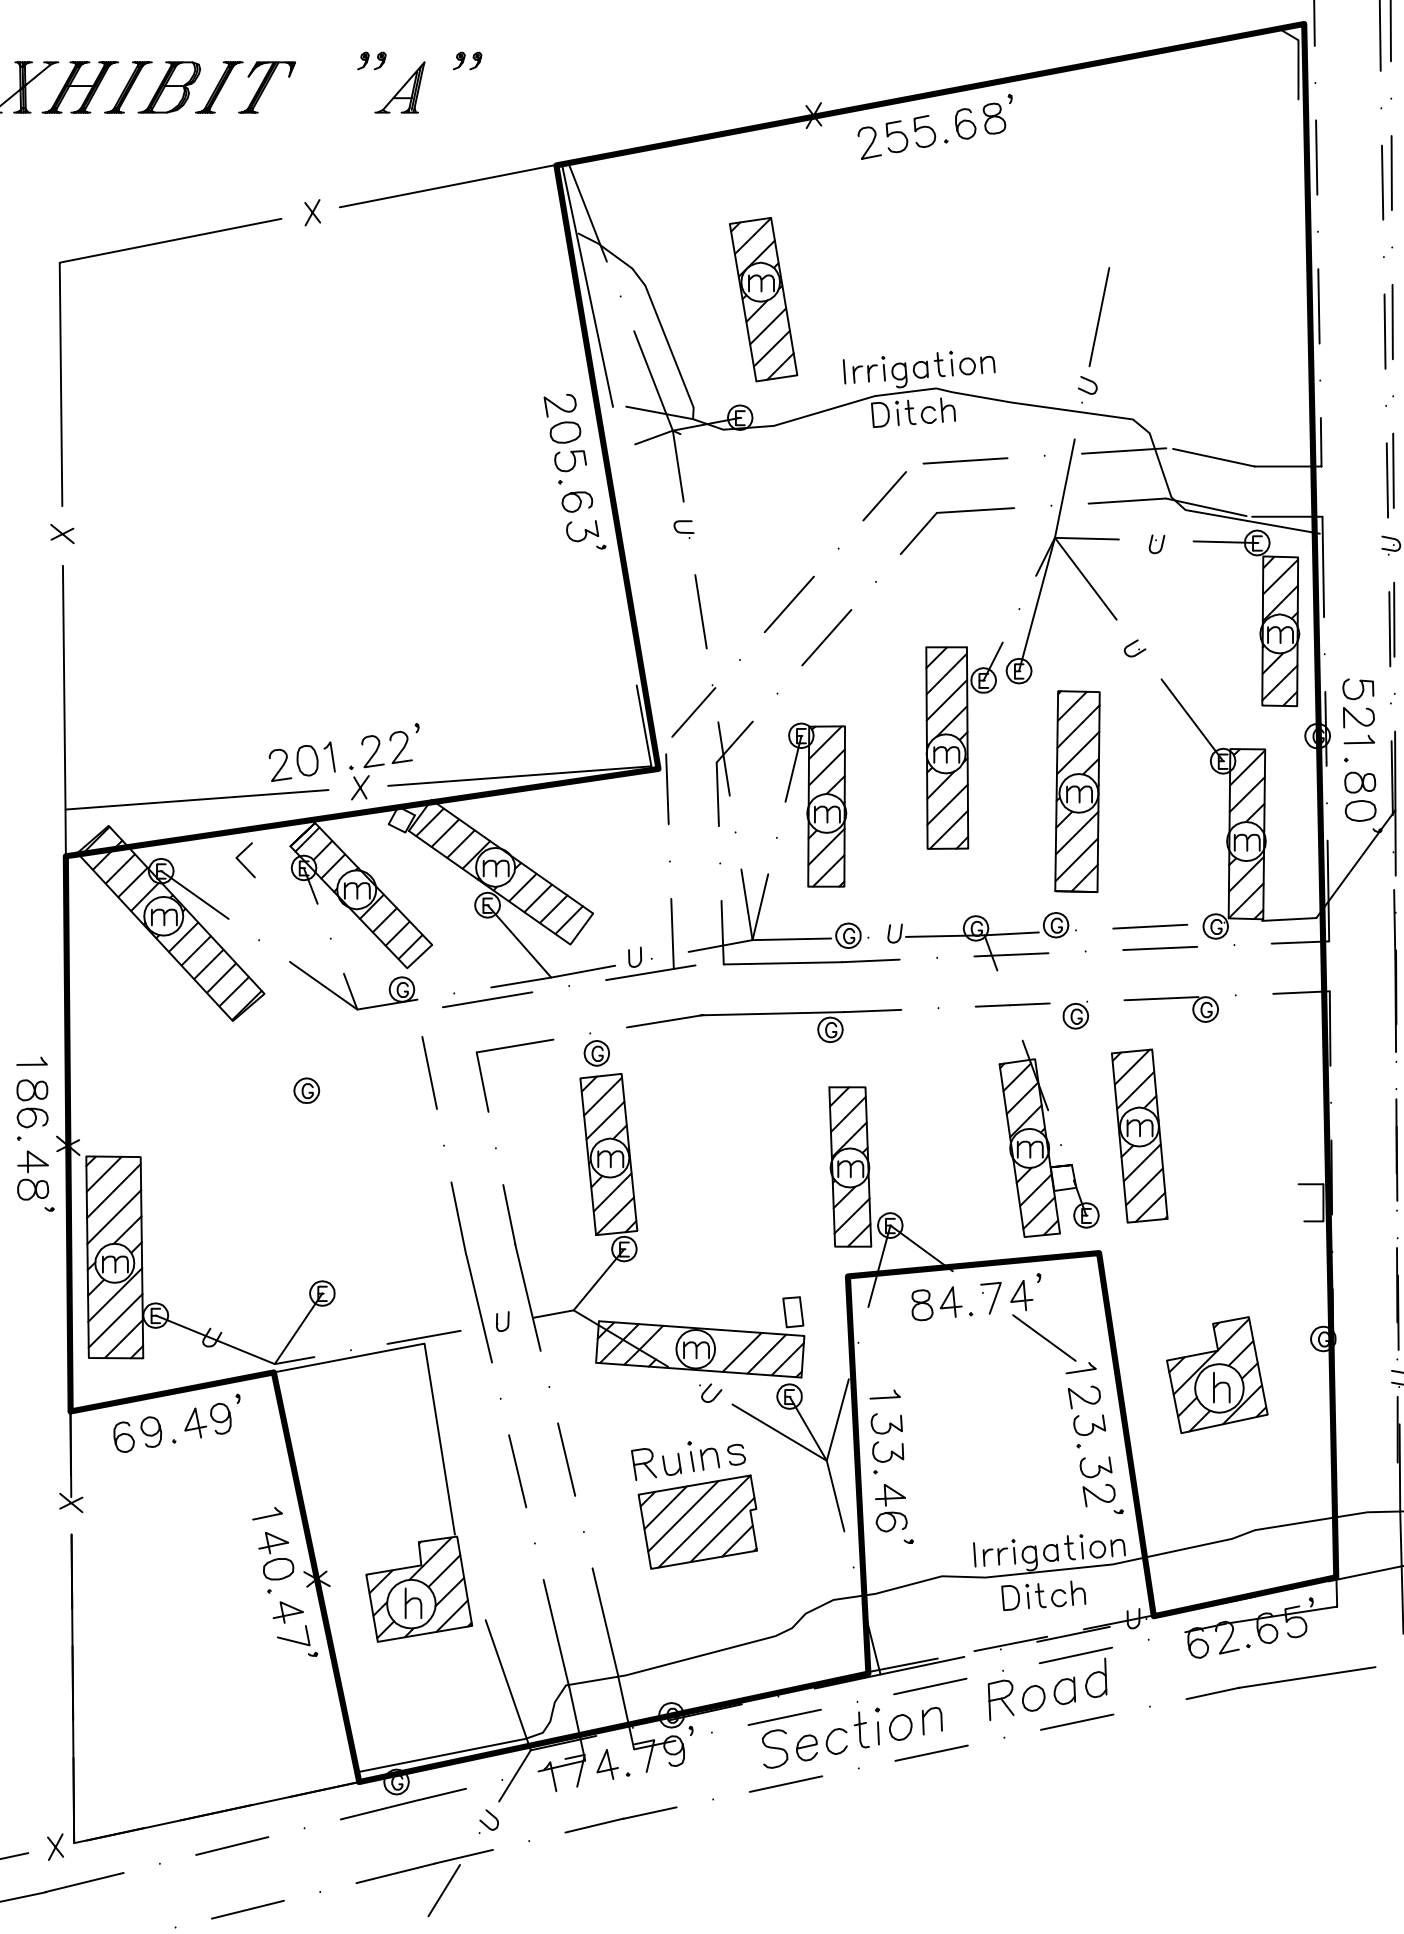 XHIBIT "A"
255.68'
X
X
m
Irrigation
Ditch
U
E
205.63'
U
X
U
E
m
U
E
E
m
m
521.80'
G
E
m
m
E
m
201.22'
X
E
m
E
m
m
E
G
U
G
G
G
U
G
G
G
G
G
G
186.48'
X
m
m
m
m
m
E
E
E
E
E
U
U
84.74'
m
E
U
h
G
69.49'
133.46'
123.32'
Ruins
X
140.47'
X
h
Irrigation
Ditch
U
62.65'
Section Road
G
174.79'
G
U
X